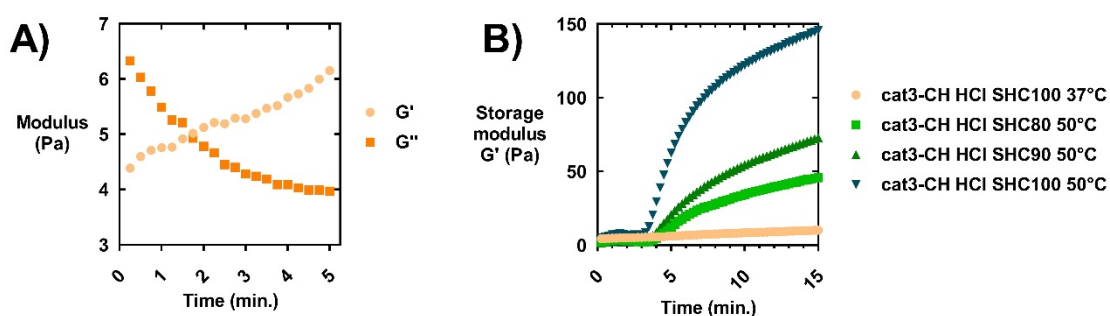 A)
7
6
5
4
3
Modulus
(Pa)
0
1
2
3
4
5
Time (min.)
G'
G''
B)
150
100
50
0
Storage
modulus
G' (Pa)
0
5
10
15
Time (min.)
cat3-CH HCl SHC100 37°C
cat3-CH HCl SHC80 50°C
cat3-CH HCl SHC90 50°C
cat3-CH HCl SHC100 50°C